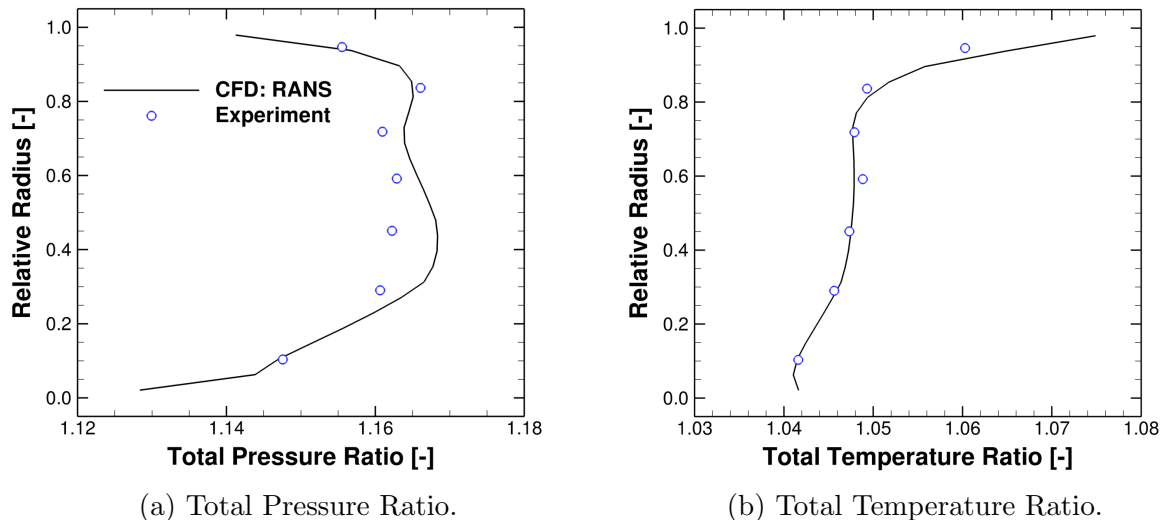 1.0
0.8
0.6
0.4
0.2
0.0
Relative Radius [-]
CFD: RANS
Experiment
1.12
1.14
1.16
1.18
Total Pressure Ratio [-]
(a) Total Pressure Ratio.
1.0
0.8
0.6
0.4
0.2
0.0
Relative Radius [-]
1.03
1.04
1.05
1.06
1.07
1.08
Total Temperature Ratio [-]
(b) Total Temperature Ratio.